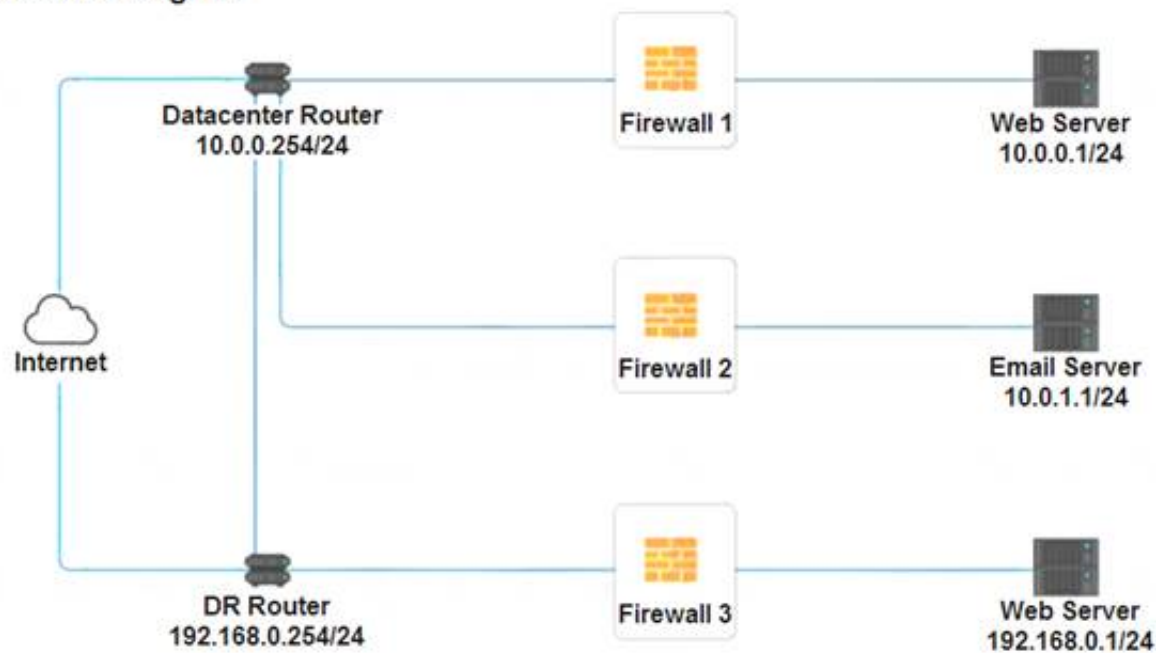 Datacenter Router
10.0.0.254/24
Firewall 1
Web Server
10.0.0.1/24
Internet
Firewall 2
Email Server
10.0.1.1/24
DR Router
192.168.0.254/24
Firewall 3
Web Server
192.168.0.1/24